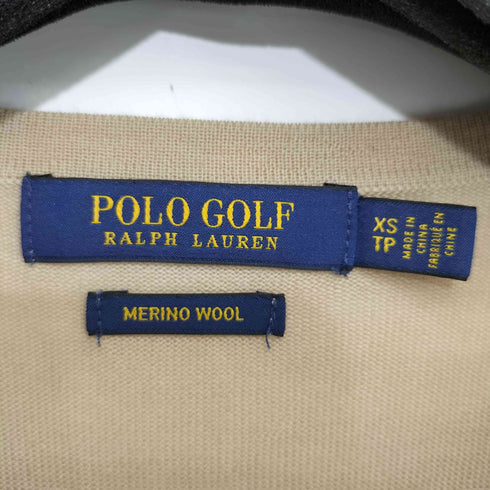 POLO GOLF
RALPH LAUREN
XS
TP
MADE IN
CHINA
FABRIQUÉ EN
CHINE
MERINO WOOL